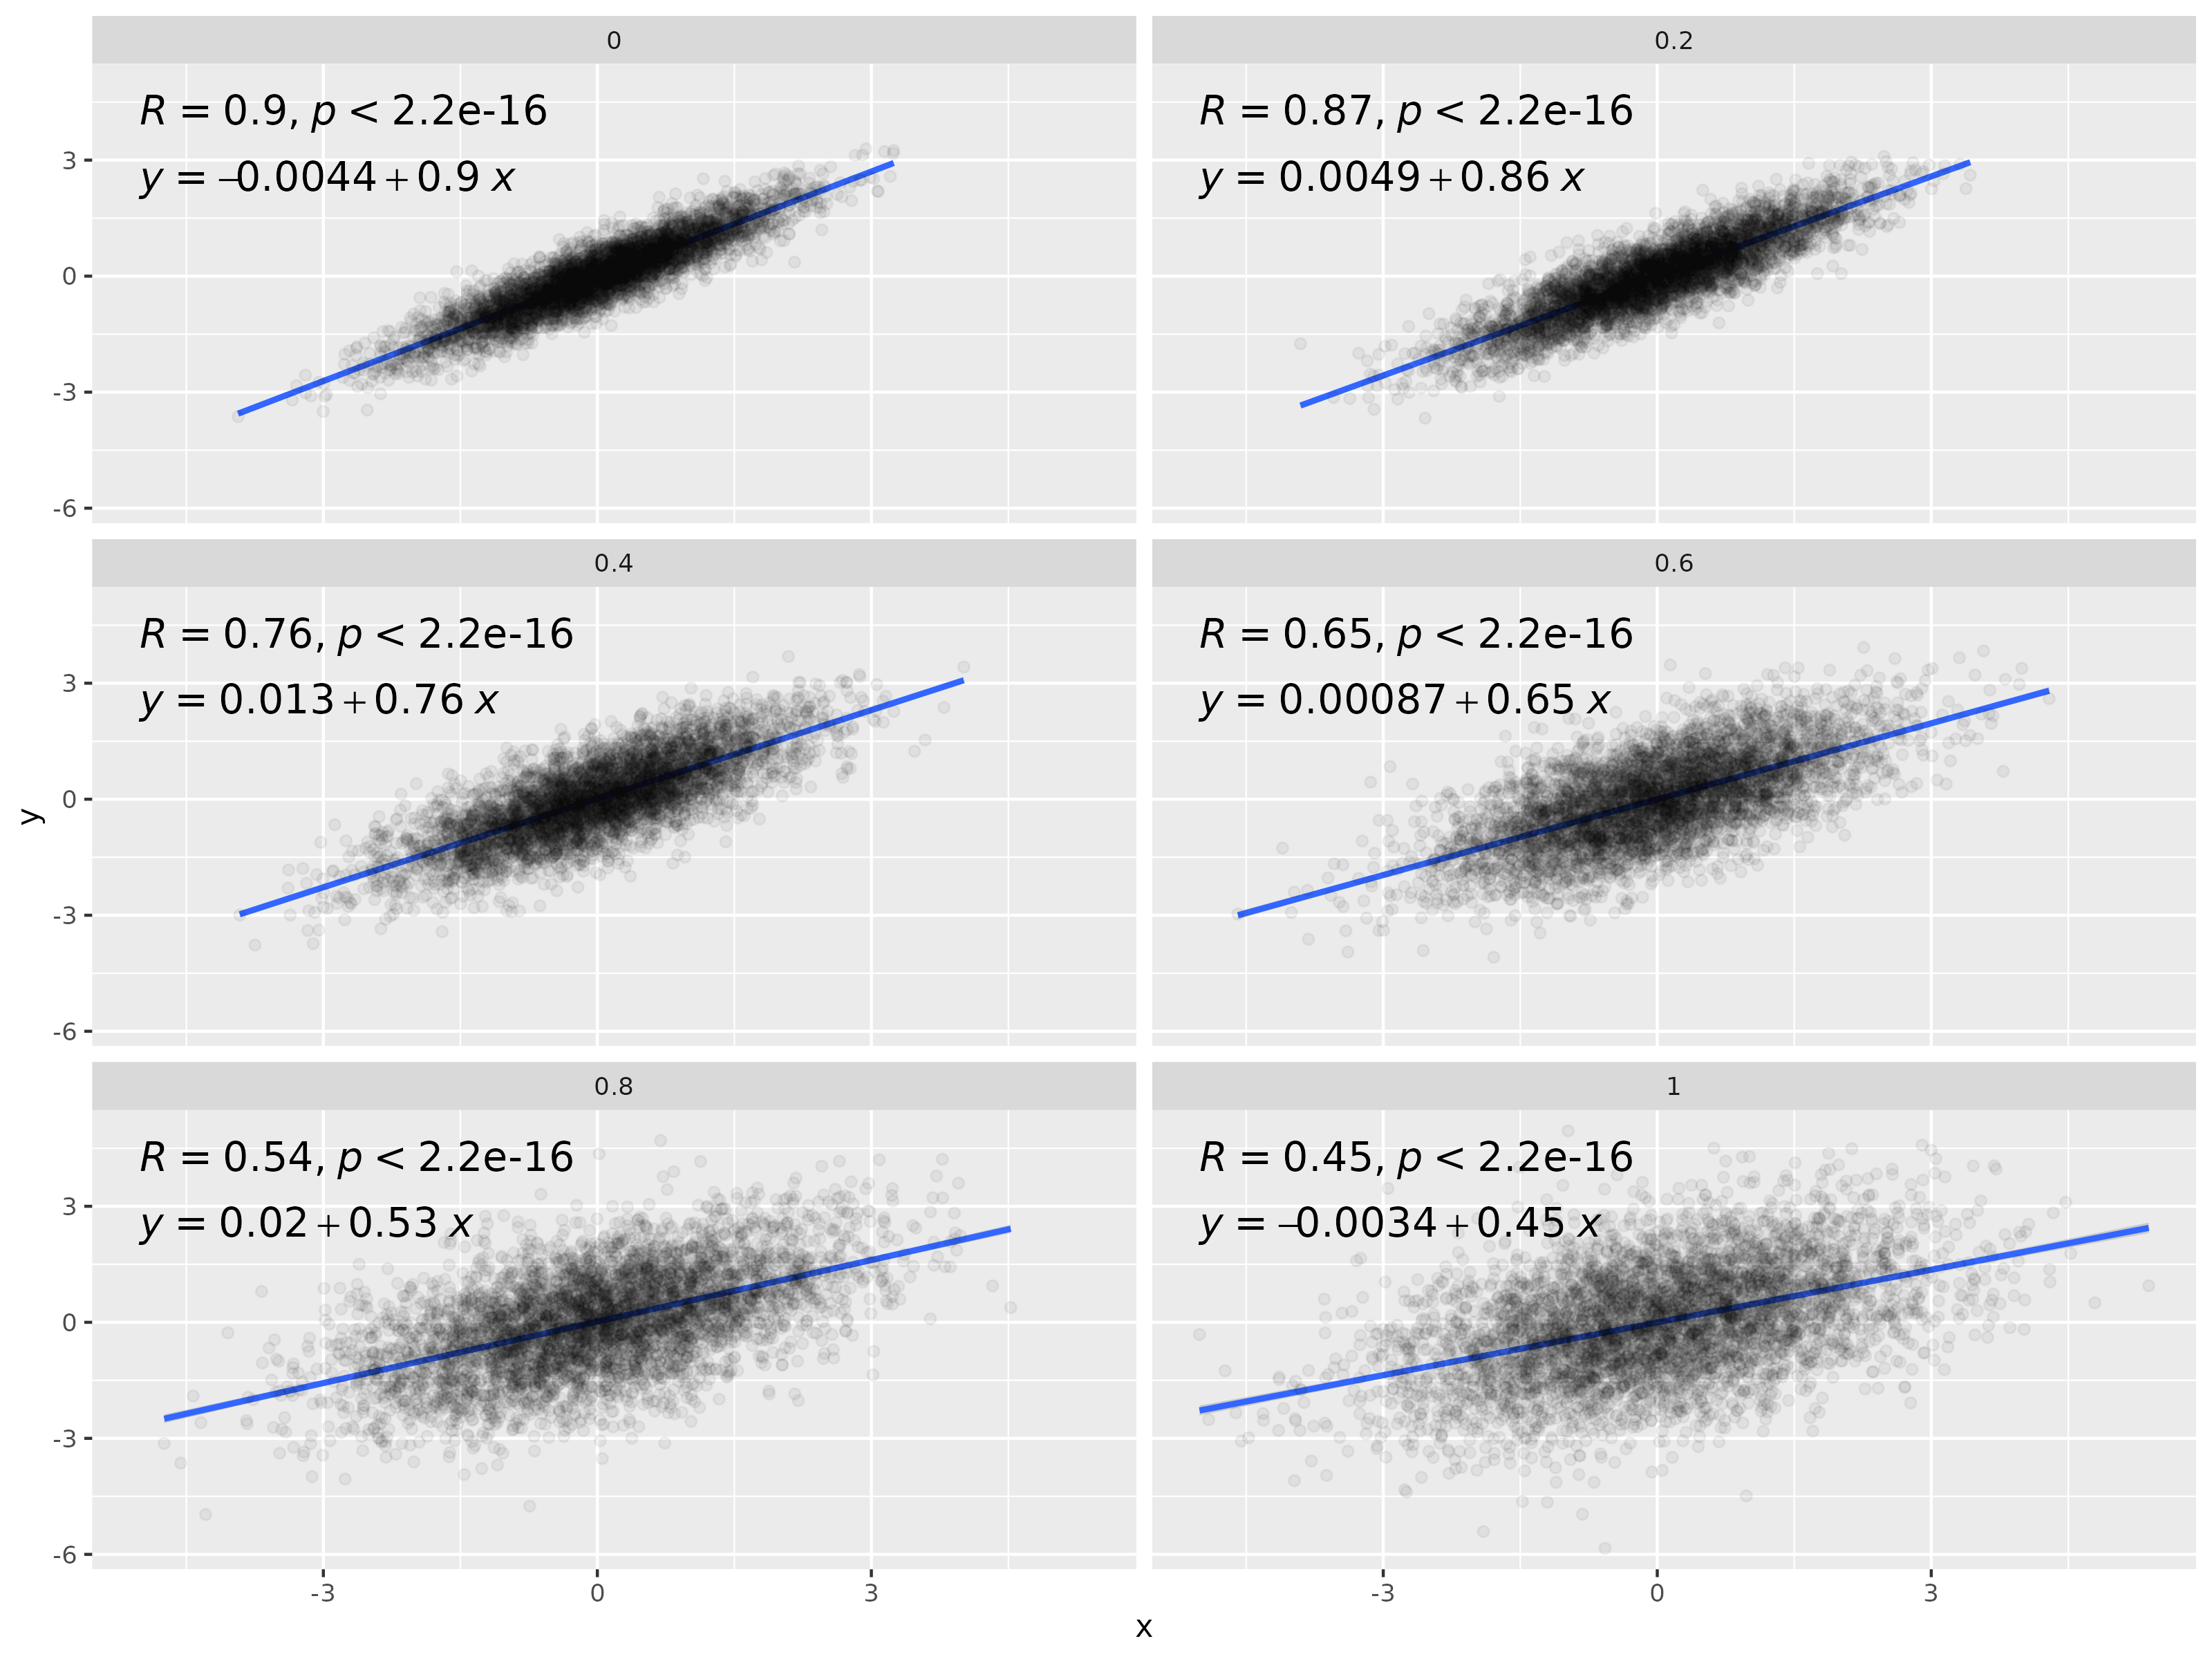 0
R = 0.9, p < 2.2e-16
y = −0.0044 + 0.9 x
0.2
R = 0.87, p < 2.2e-16
y = 0.0049 + 0.86 x
3
0
-3
-6
0.4
R = 0.76, p < 2.2e-16
y = 0.013 + 0.76 x
0.6
R = 0.65, p < 2.2e-16
y = 0.00087 + 0.65 x
3
0
-3
-6
y
0.8
R = 0.54, p < 2.2e-16
y = 0.02 + 0.53 x
1
R = 0.45, p < 2.2e-16
y = −0.0034 + 0.45 x
3
0
-3
-6
-3 0 3
-3 0 3
x